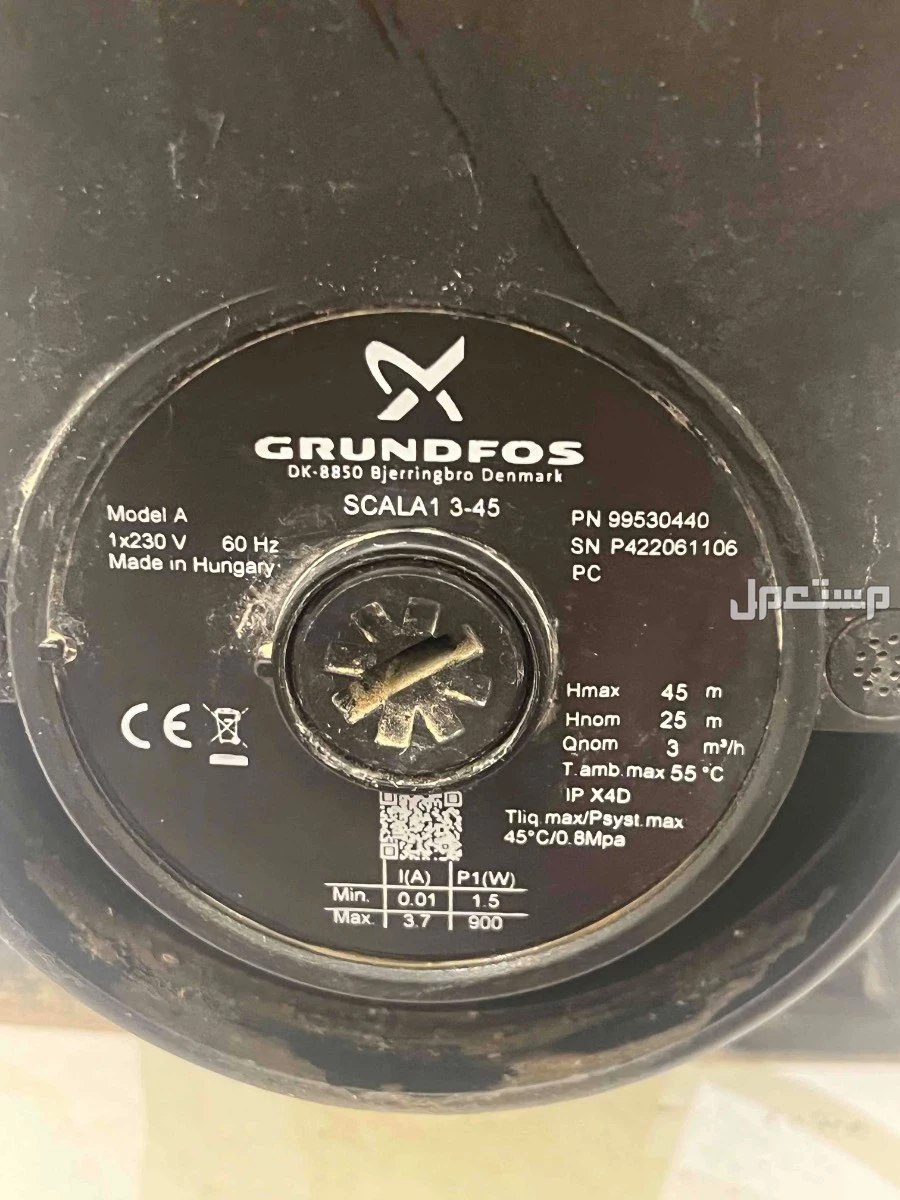 GRUNDFOS
DK-8850 Bjerringbro Denmark
SCALA1 3-45
Model A
1x230 V 60 Hz
Made in Hungary
PN 99530440
SN P422061106
PC
مستعمل
Hmax 45 m
Hnom 25 m
Qnom 3 m³/h
T.amb.max 55 °C
IP X4D
Tliq.max/Psyst.max
45°C/0.8Mpa
CE
I(A) P1(W)
Min. 0.01 1.5
Max. 3.7 900